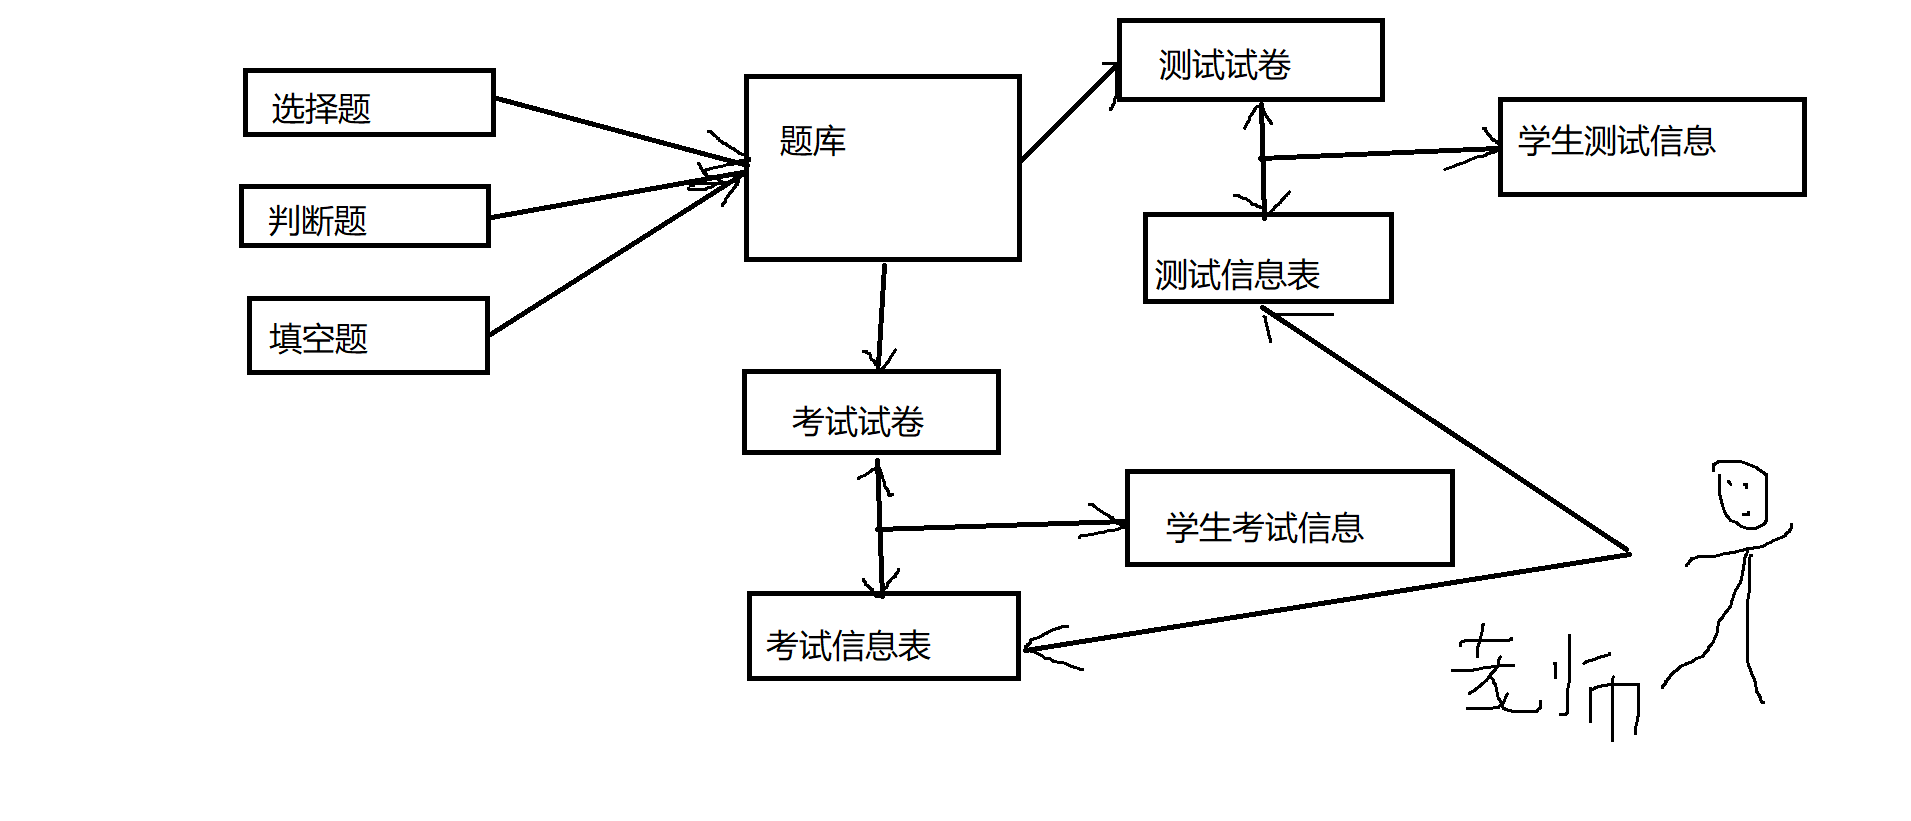 测试试卷
选择题
题库
学生测试信息
判断题
测试信息表
填空题
考试试卷
学生考试信息
考试信息表
老师